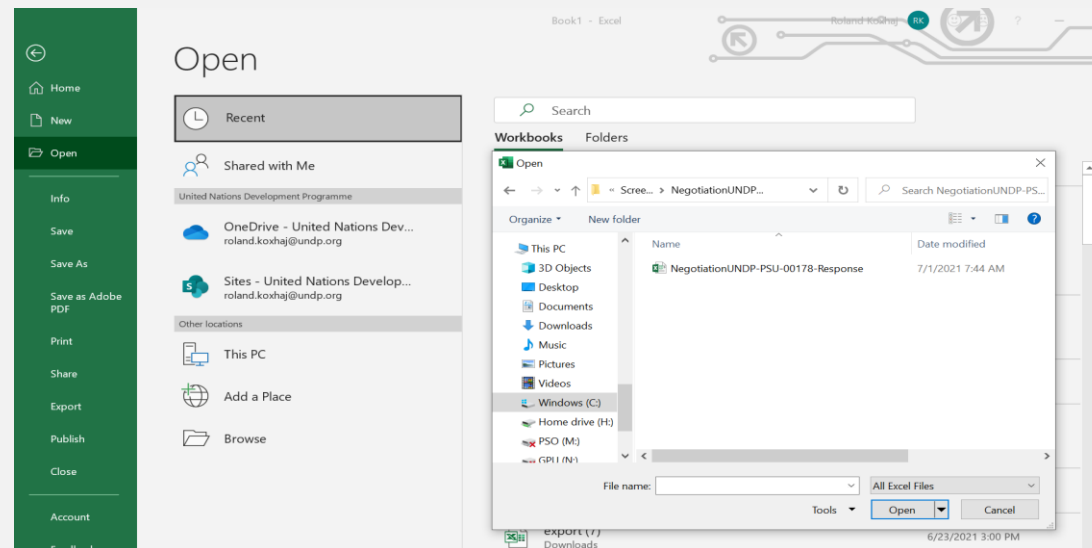 Book1 - Excel
Roland Koxhaj
RK
?
Open
Home
New
Open
Info
Save
Save As
Save as Adobe
PDF
Print
Share
Export
Publish
Close
Account
Recent
Shared with Me
United Nations Development Programme
OneDrive - United Nations Dev...
roland.koxhaj@undp.org
Sites - United Nations Develop...
roland.koxhaj@undp.org
Other locations
This PC
Add a Place
Browse
Search
Workbooks Folders
Open
« Scree... > NegotiationUNDP...
Search NegotiationUNDP-PS...
Organize
New folder
This PC
3D Objects
Desktop
Documents
Downloads
Music
Pictures
Videos
Windows (C:)
Home drive (H:)
PSO (M:)
GPU (N:)
Name
Date modified
NegotiationUNDP-PSU-00178-Response
7/1/2021 7:44 AM
File name:
All Excel Files
Tools
Open
Cancel
export (7)
Downloads
6/23/2021 3:00 PM